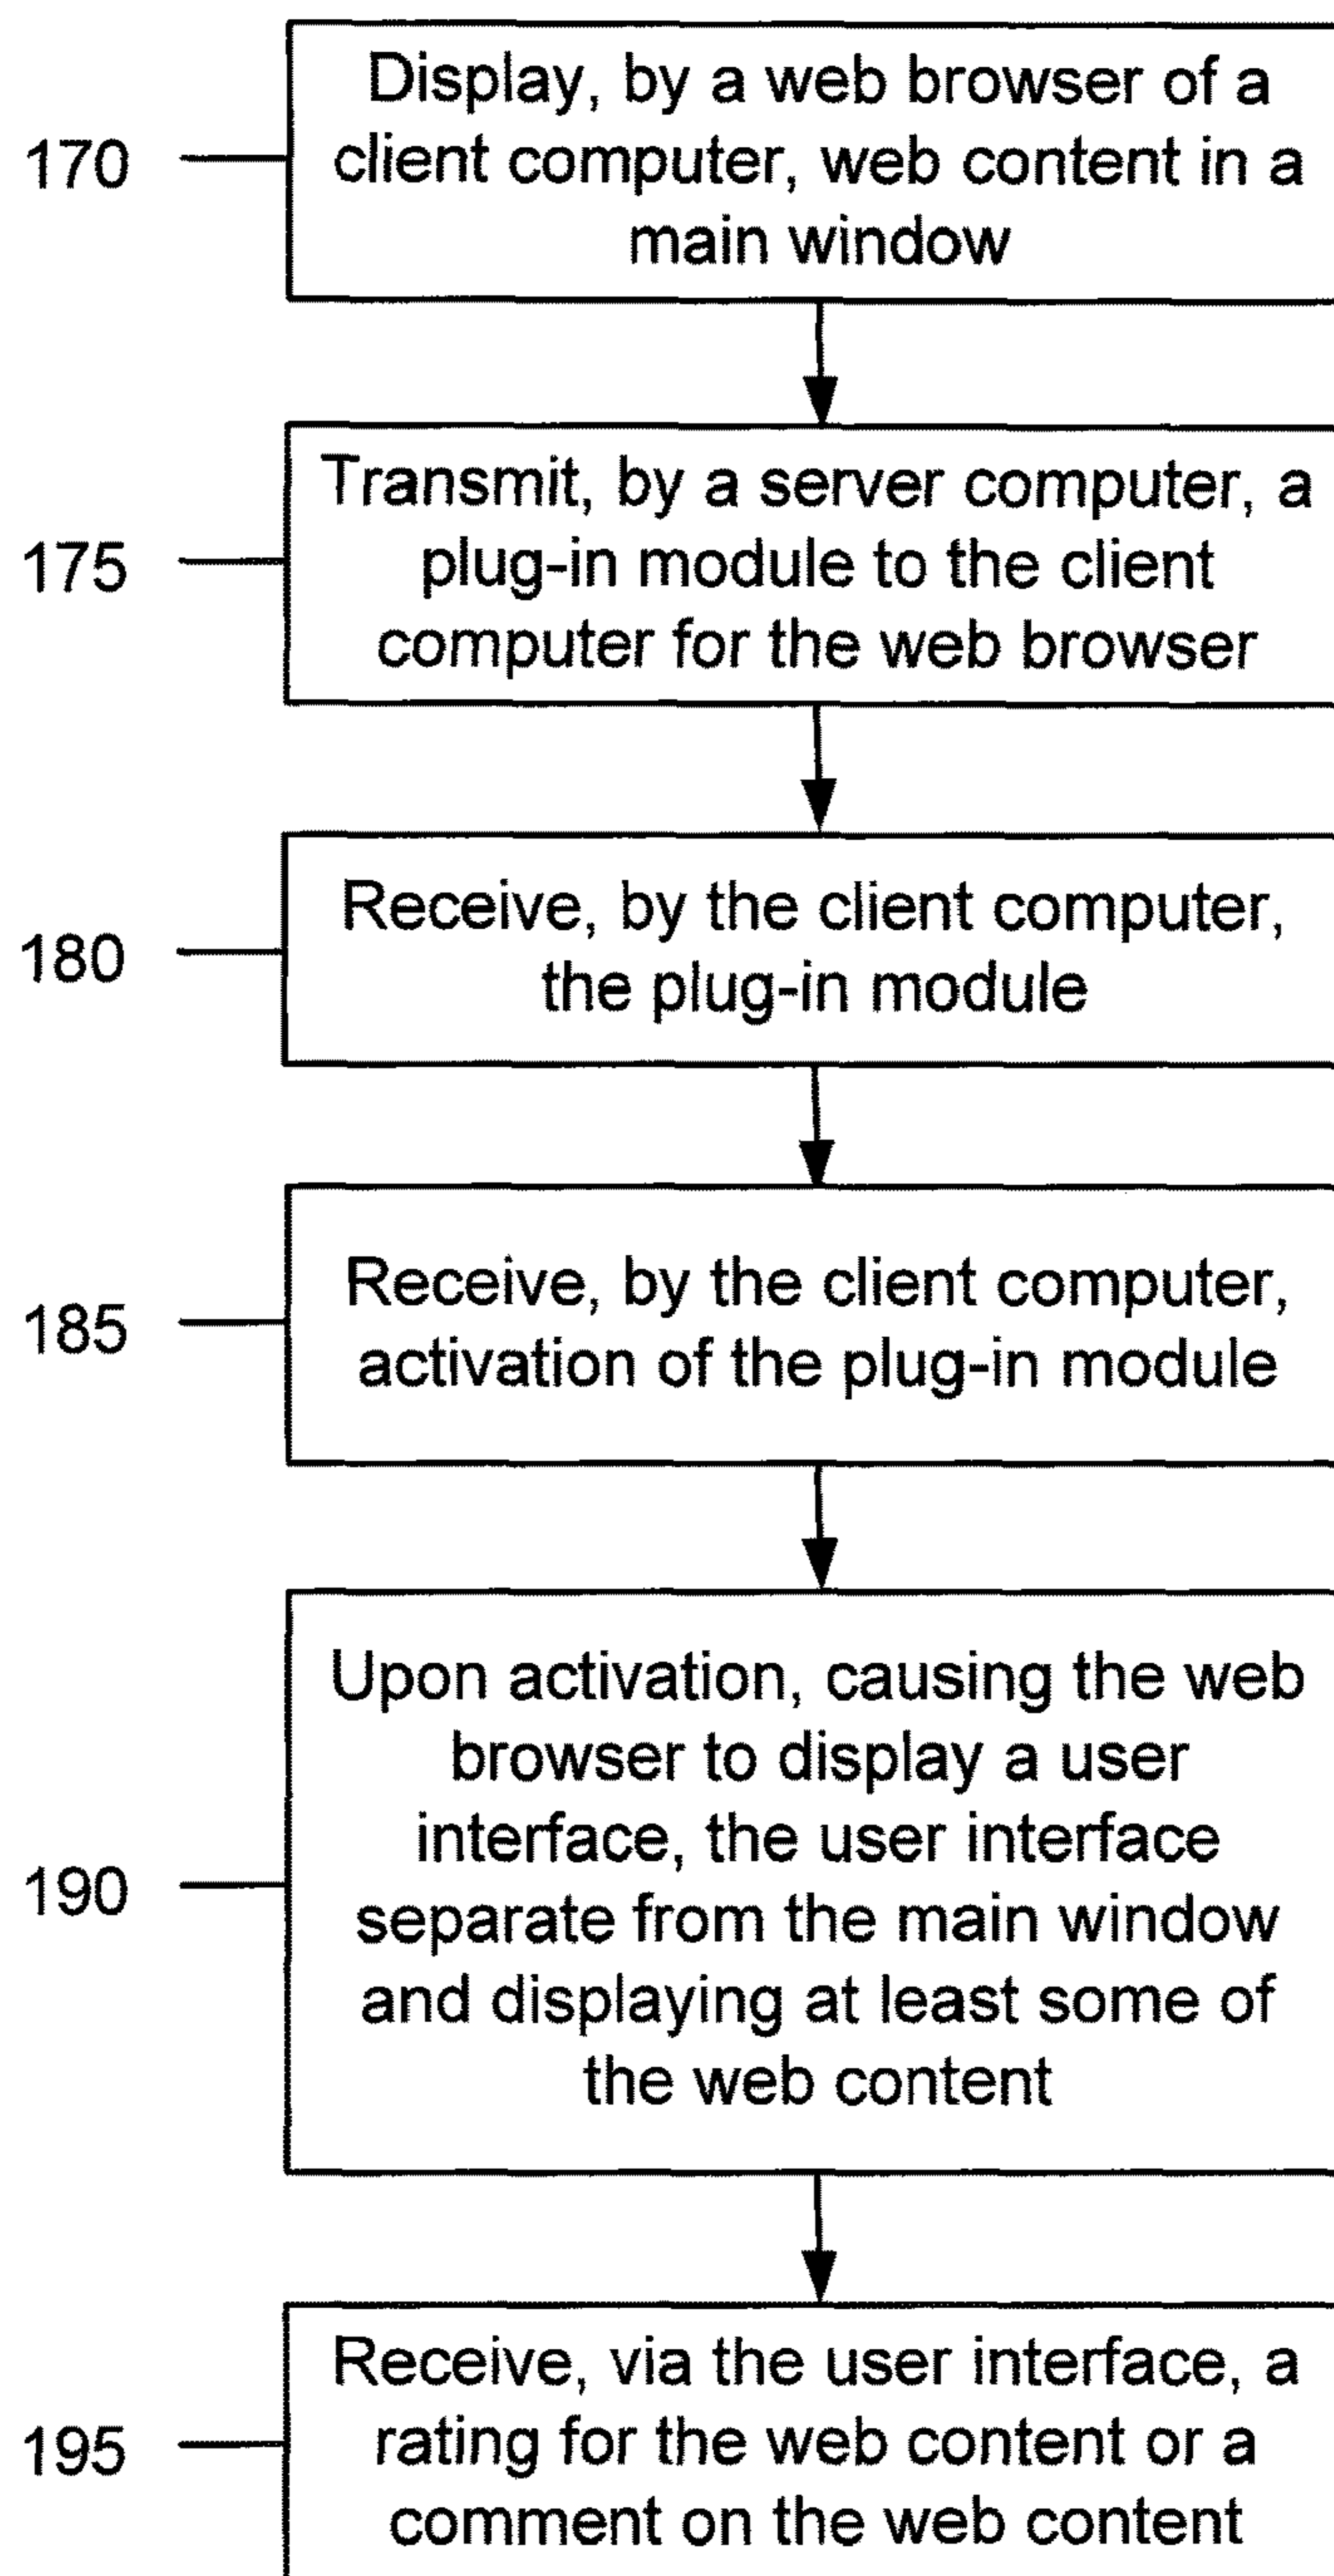 Display, by a web browser of a
170
client computer, web content in a
main window
Transmit, by a server computer, a
175
plug-in module to the client
computer for the web browser
180
Receive, by the client computer,
the plug-in module
185
Receive, by the client computer,
activation of the plug-in module
Upon activation, causing the web
browser to display a user
interface, the user interface
190
separate from the main window
and displaying at least some of
the web content
Receive, via the user interface, a
195
rating for the web content or a
comment on the web content